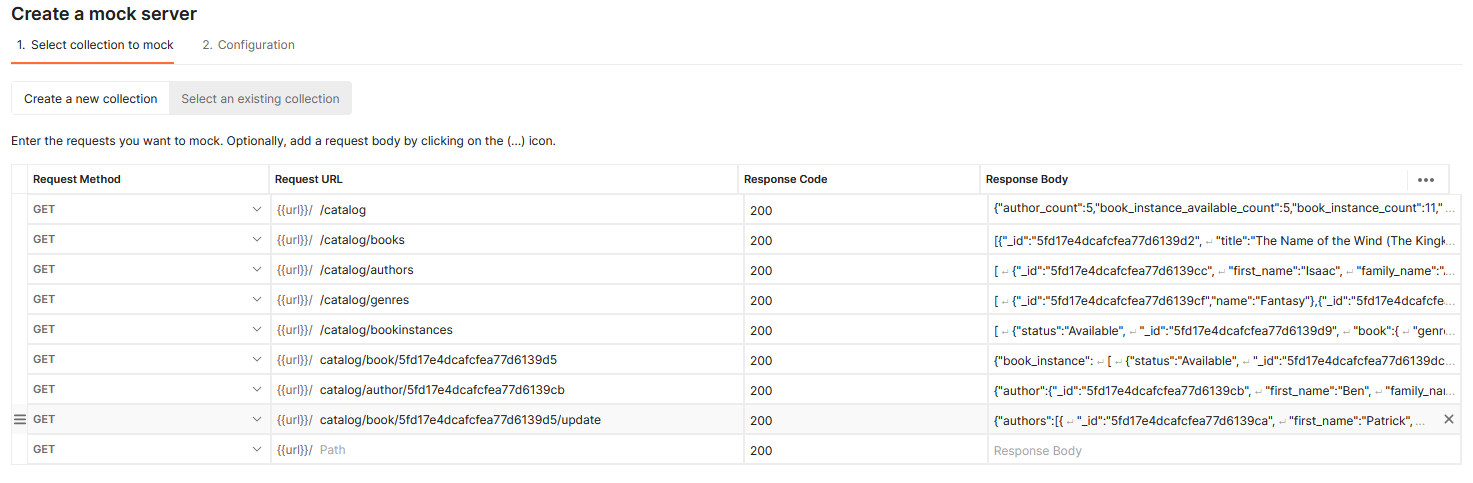 Create a mock server
1. Select collection to mock 2. Configuration
Create a new collection Select an existing collection
Enter the requests you want to mock. Optionally, add a request body by clicking on the (...) icon.
Request Method Request URL Response Code Response Body •••
GET {{url}}/ /catalog 200 {"author_count":5,"book_instance_available_count":5,"book_instance_count":11," ...
GET {{url}}/ /catalog/books 200 [{"_id":"5fd17e4dcafcfea77d6139d2", ↵ "title":"The Name of the Wind (The Kingk...
GET {{url}}/ /catalog/authors 200 [ ↵ {"_id":"5fd17e4dcafcfea77d6139cc", ↵ "first_name":"Isaac", ↵ "family_name":"...
GET {{url}}/ /catalog/genres 200 [ ↵ {"_id":"5fd17e4dcafcfea77d6139cf","name":"Fantasy"},{"_id":"5fd17e4dcafcfe...
GET {{url}}/ /catalog/bookinstances 200 [ ↵ {"status":"Available", ↵ "_id":"5fd17e4dcafcfea77d6139d9", ↵ "book":{ ↵ "genr...
GET {{url}}/ catalog/book/5fd17e4dcafcfea77d6139d5 200 {"book_instance": ↵ [ ↵ {"status":"Available", ↵ "_id":"5fd17e4dcafcfea77d6139dc...
GET {{url}}/ catalog/author/5fd17e4dcafcfea77d6139cb 200 {"author":{"_id":"5fd17e4dcafcfea77d6139cb", ↵ "first_name":"Ben", ↵ "family_nar...
GET {{url}}/ catalog/book/5fd17e4dcafcfea77d6139d5/update 200 {"authors":[{ ↵ "_id":"5fd17e4dcafcfea77d6139ca", ↵ "first_name":"Patrick", ...
GET {{url}}/ Path 200 Response Body